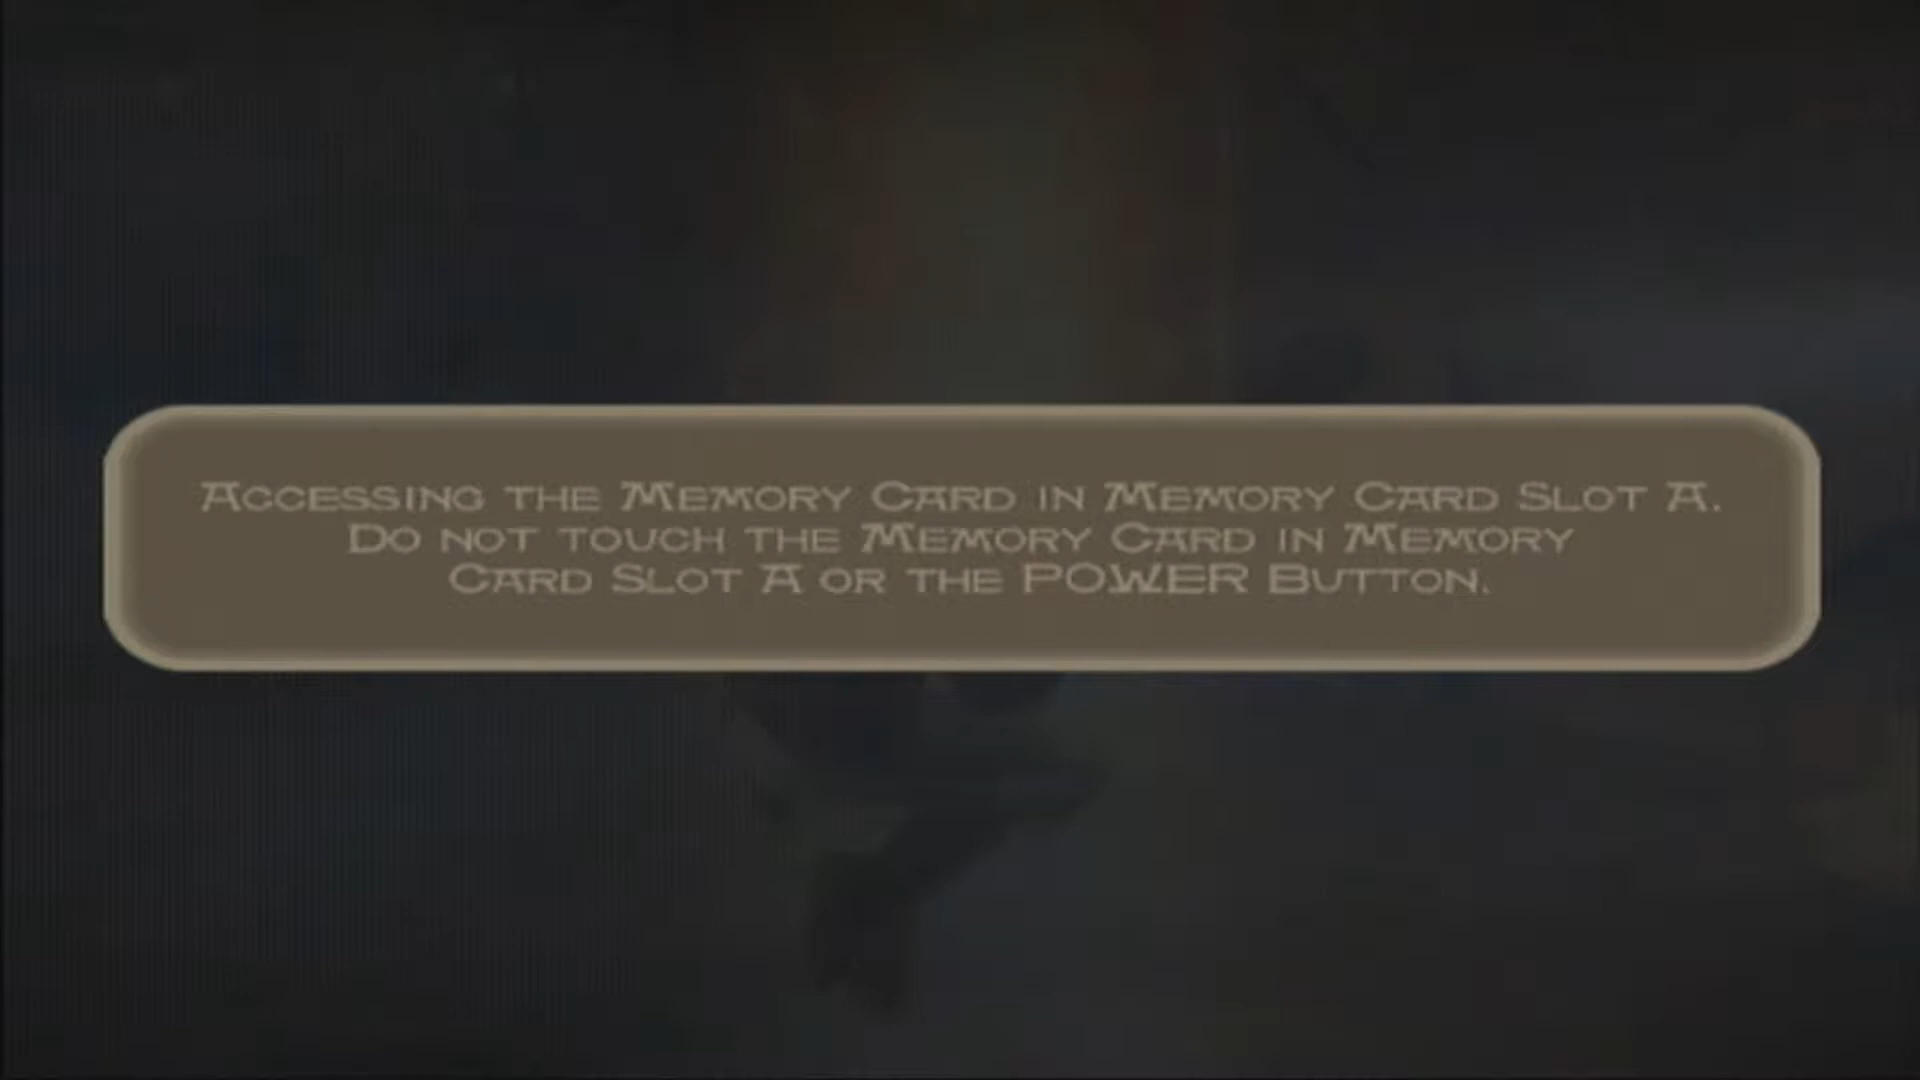 Accessing the Memory Card in Memory Card Slot A.
Do not touch the Memory Card in Memory
Card Slot A or the POWER Button.